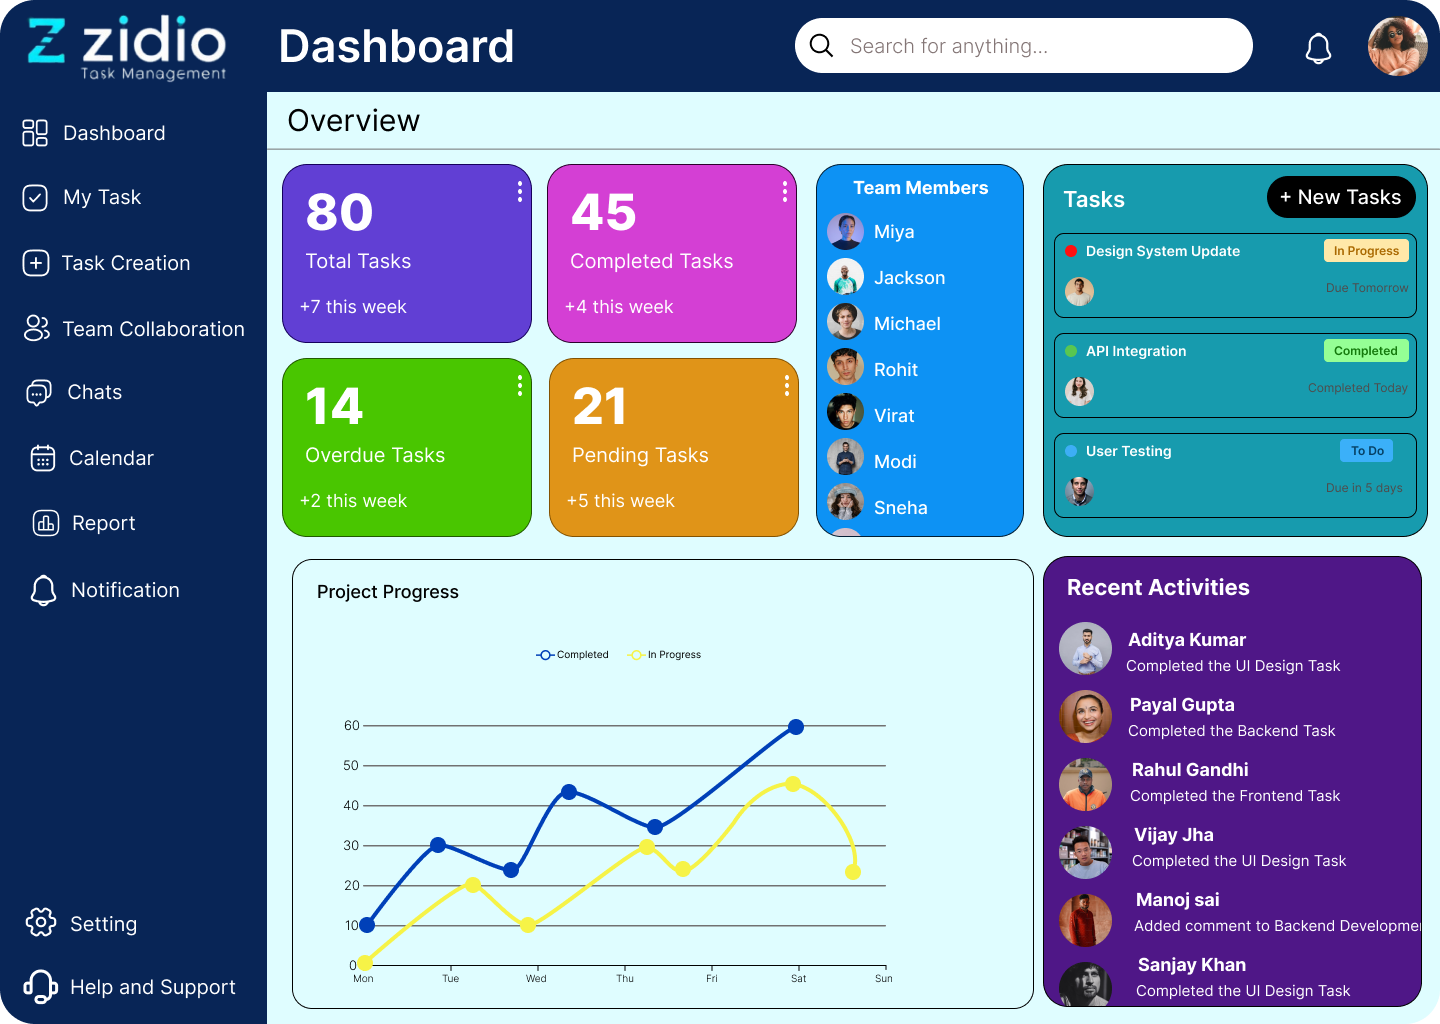 zidio
Task Management
Dashboard
Search for anything...
Dashboard
My Task
Task Creation
Team Collaboration
Chats
Calendar
Report
Notification
Setting
Help and Support
Overview
80
Total Tasks
+7 this week
45
Completed Tasks
+4 this week
14
Overdue Tasks
+2 this week
21
Pending Tasks
+5 this week
Team Members
Miya
Jackson
Michael
Rohit
Virat
Modi
Sneha
Tasks
+ New Tasks
Design System Update
In Progress
Due Tomorrow
API Integration
Completed
Completed Today
User Testing
To Do
Due in 5 days
Project Progress
Completed
In Progress
60
50
40
30
20
10
0
Mon
Tue
Wed
Thu
Fri
Sat
Sun
Recent Activities
Aditya Kumar
Completed the UI Design Task
Payal Gupta
Completed the Backend Task
Rahul Gandhi
Completed the Frontend Task
Vijay Jha
Completed the UI Design Task
Manoj sai
Added comment to Backend Developmen
Sanjay Khan
Completed the UI Design Task